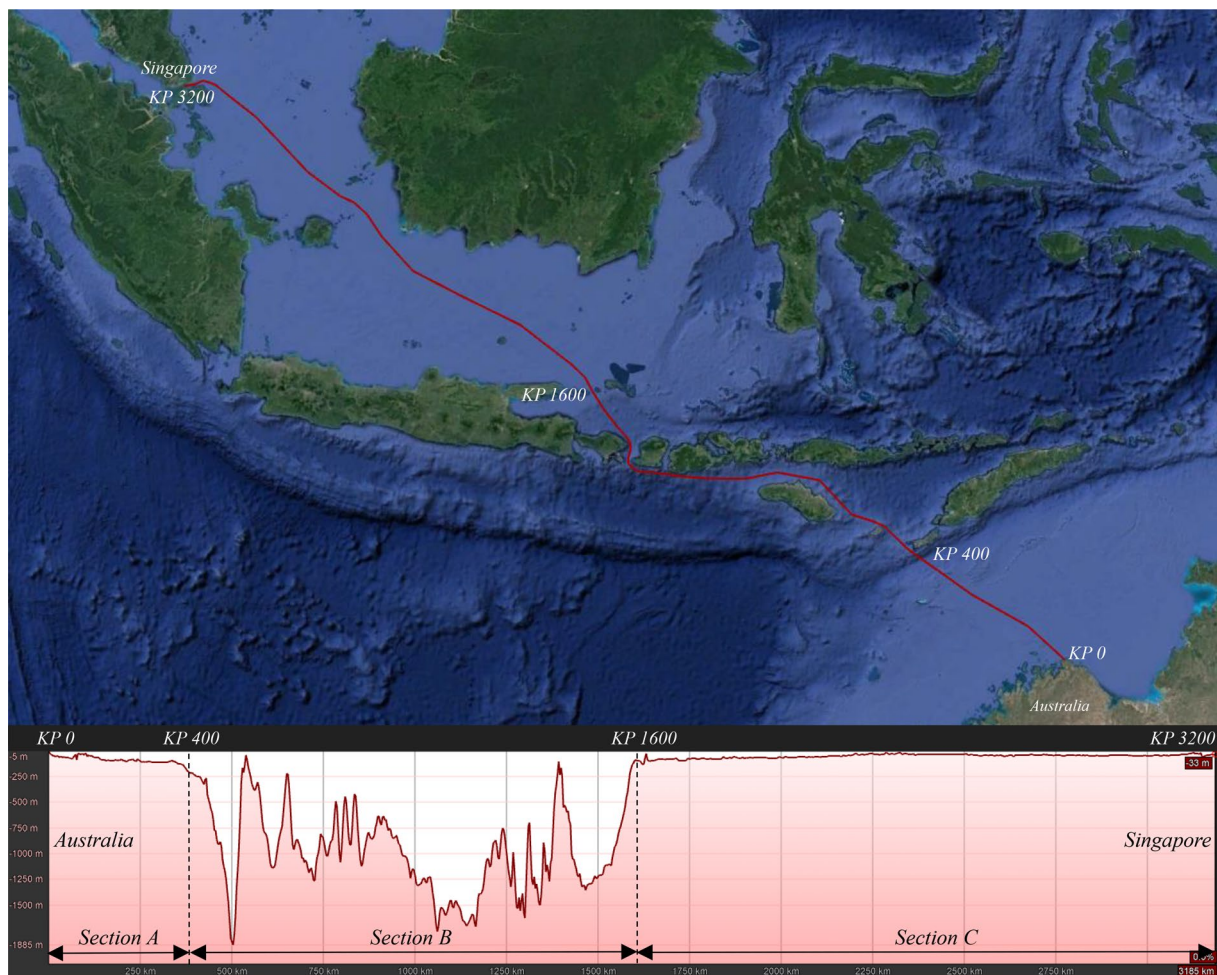 Singapore
KP 3200
KP 1600
KP 400
KP 0
Australia
KP 0
KP 400
KP 1600
KP 3200
-5 m
-33 m
-250 m
-500 m
-750 m
Australia
Singapore
-1000 m
-1250 m
-1500 m
-1885 m
Section A
Section B
Section C
250 km
500 km
750 km
1000 km
1250 km
1500 km
1750 km
2000 km
2250 km
2500 km
2750 km
3185 km